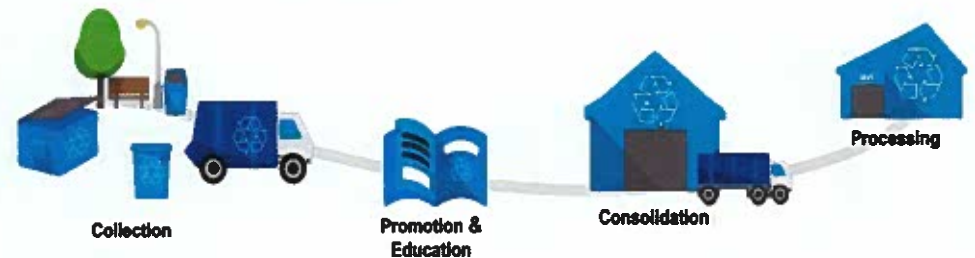 Collection
Promotion &
Education
Consolidation
Processing